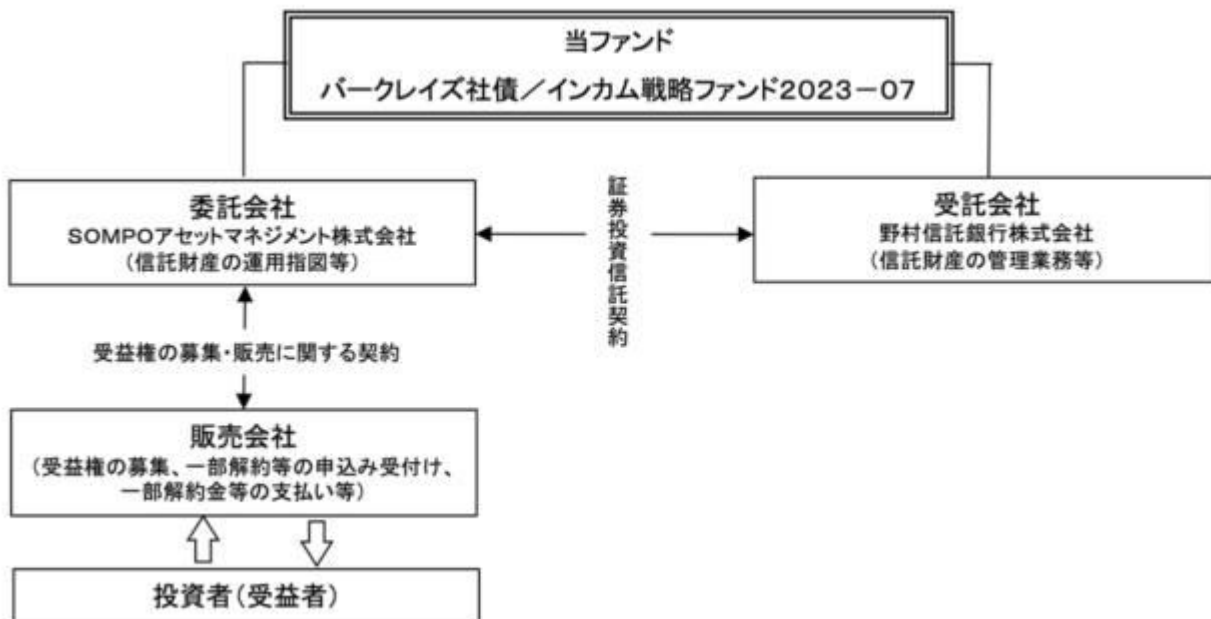 当ファンド
バークレイズ社債／インカム戦略ファンド2023－07
委託会社
SOMPOアセットマネジメント株式会社
（信託財産の運用指図等）
証券投資信託契約
受託会社
野村信託銀行株式会社
（信託財産の管理業務等）
受益権の募集・販売に関する契約
販売会社
（受益権の募集、一部解約等の申込み受付け、
一部解約金等の支払い等）
投資者（受益者）